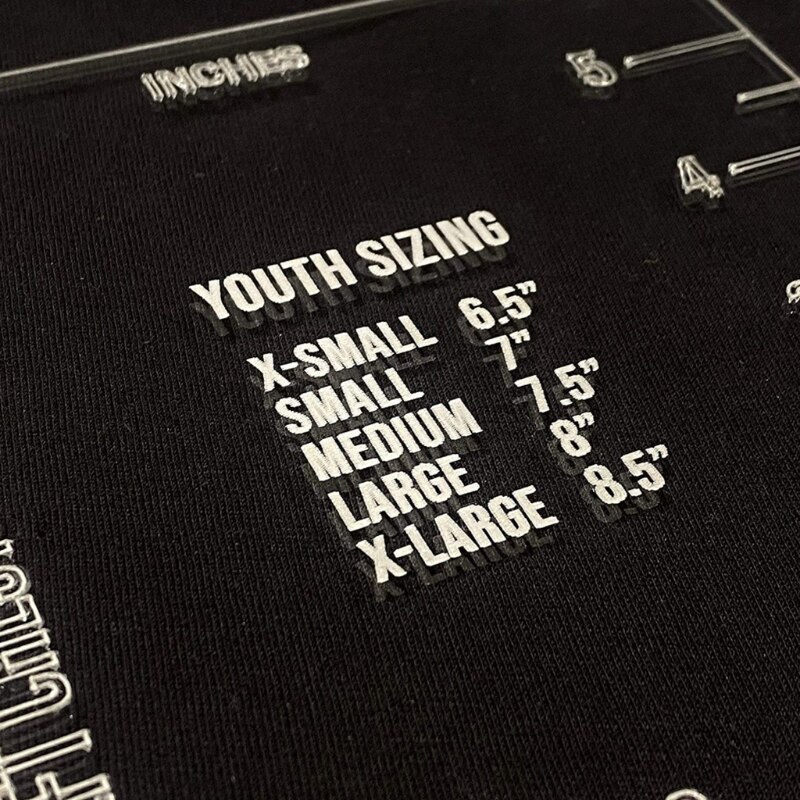 INCHES
5
4
YOUTH SIZING
X-SMALL 6.5”
SMALL 7”
MEDIUM 7.5”
LARGE 8”
X-LARGE 8.5”